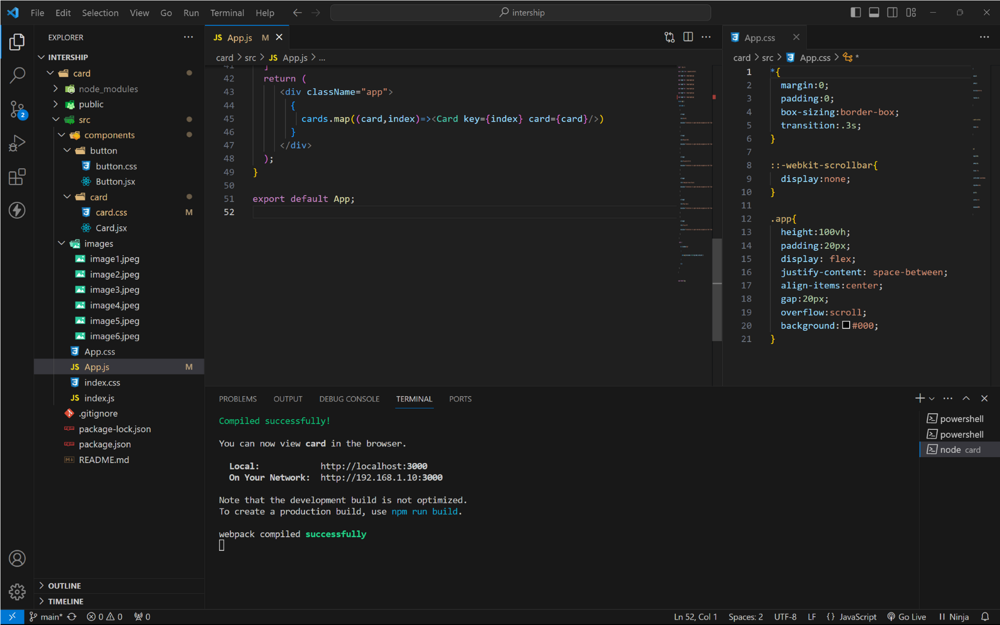 File Edit Selection View Go Run Terminal Help
intership
EXPLORER
INTERSHIP
card
node_modules
public
src
components
button
button.css
Button.jsx
card
card.css M
Card.jsx
images
image1.jpeg
image2.jpeg
image3.jpeg
image4.jpeg
image5.jpeg
image6.jpeg
App.css
JS App.js M
index.css
JS index.js
.gitignore
package-lock.json
package.json
README.md
OUTLINE
TIMELINE
2
JS App.js M
card > src > JS App.js > ...
41 ]
42 return (
43 <div className="app">
44 {
45 cards.map((card,index)=><Card key={index} card={card}/>)
46 }
47 </div>
48 );
49 }
50
51 export default App;
52
App.css
card > src > App.css > *
1 *{
2 margin:0;
3 padding:0;
4 box-sizing:border-box;
5 transition:.3s;
6 }
7
8 ::-webkit-scrollbar{
9 display:none;
10 }
11
12 .app{
13 height:100vh;
14 padding:20px;
15 display: flex;
16 justify-content: space-between;
17 align-items:center;
18 gap:20px;
19 overflow:scroll;
20 background:#000;
21 }
PROBLEMS OUTPUT DEBUG CONSOLE TERMINAL PORTS
Compiled successfully!
You can now view card in the browser.
Local: http://localhost:3000
On Your Network: http://192.168.1.10:3000
Note that the development build is not optimized.
To create a production build, use npm run build.
webpack compiled successfully
powershell
powershell
node card
main* 0 0 0
Ln 52, Col 1 Spaces: 2 UTF-8 LF {} JavaScript Go Live Ninja